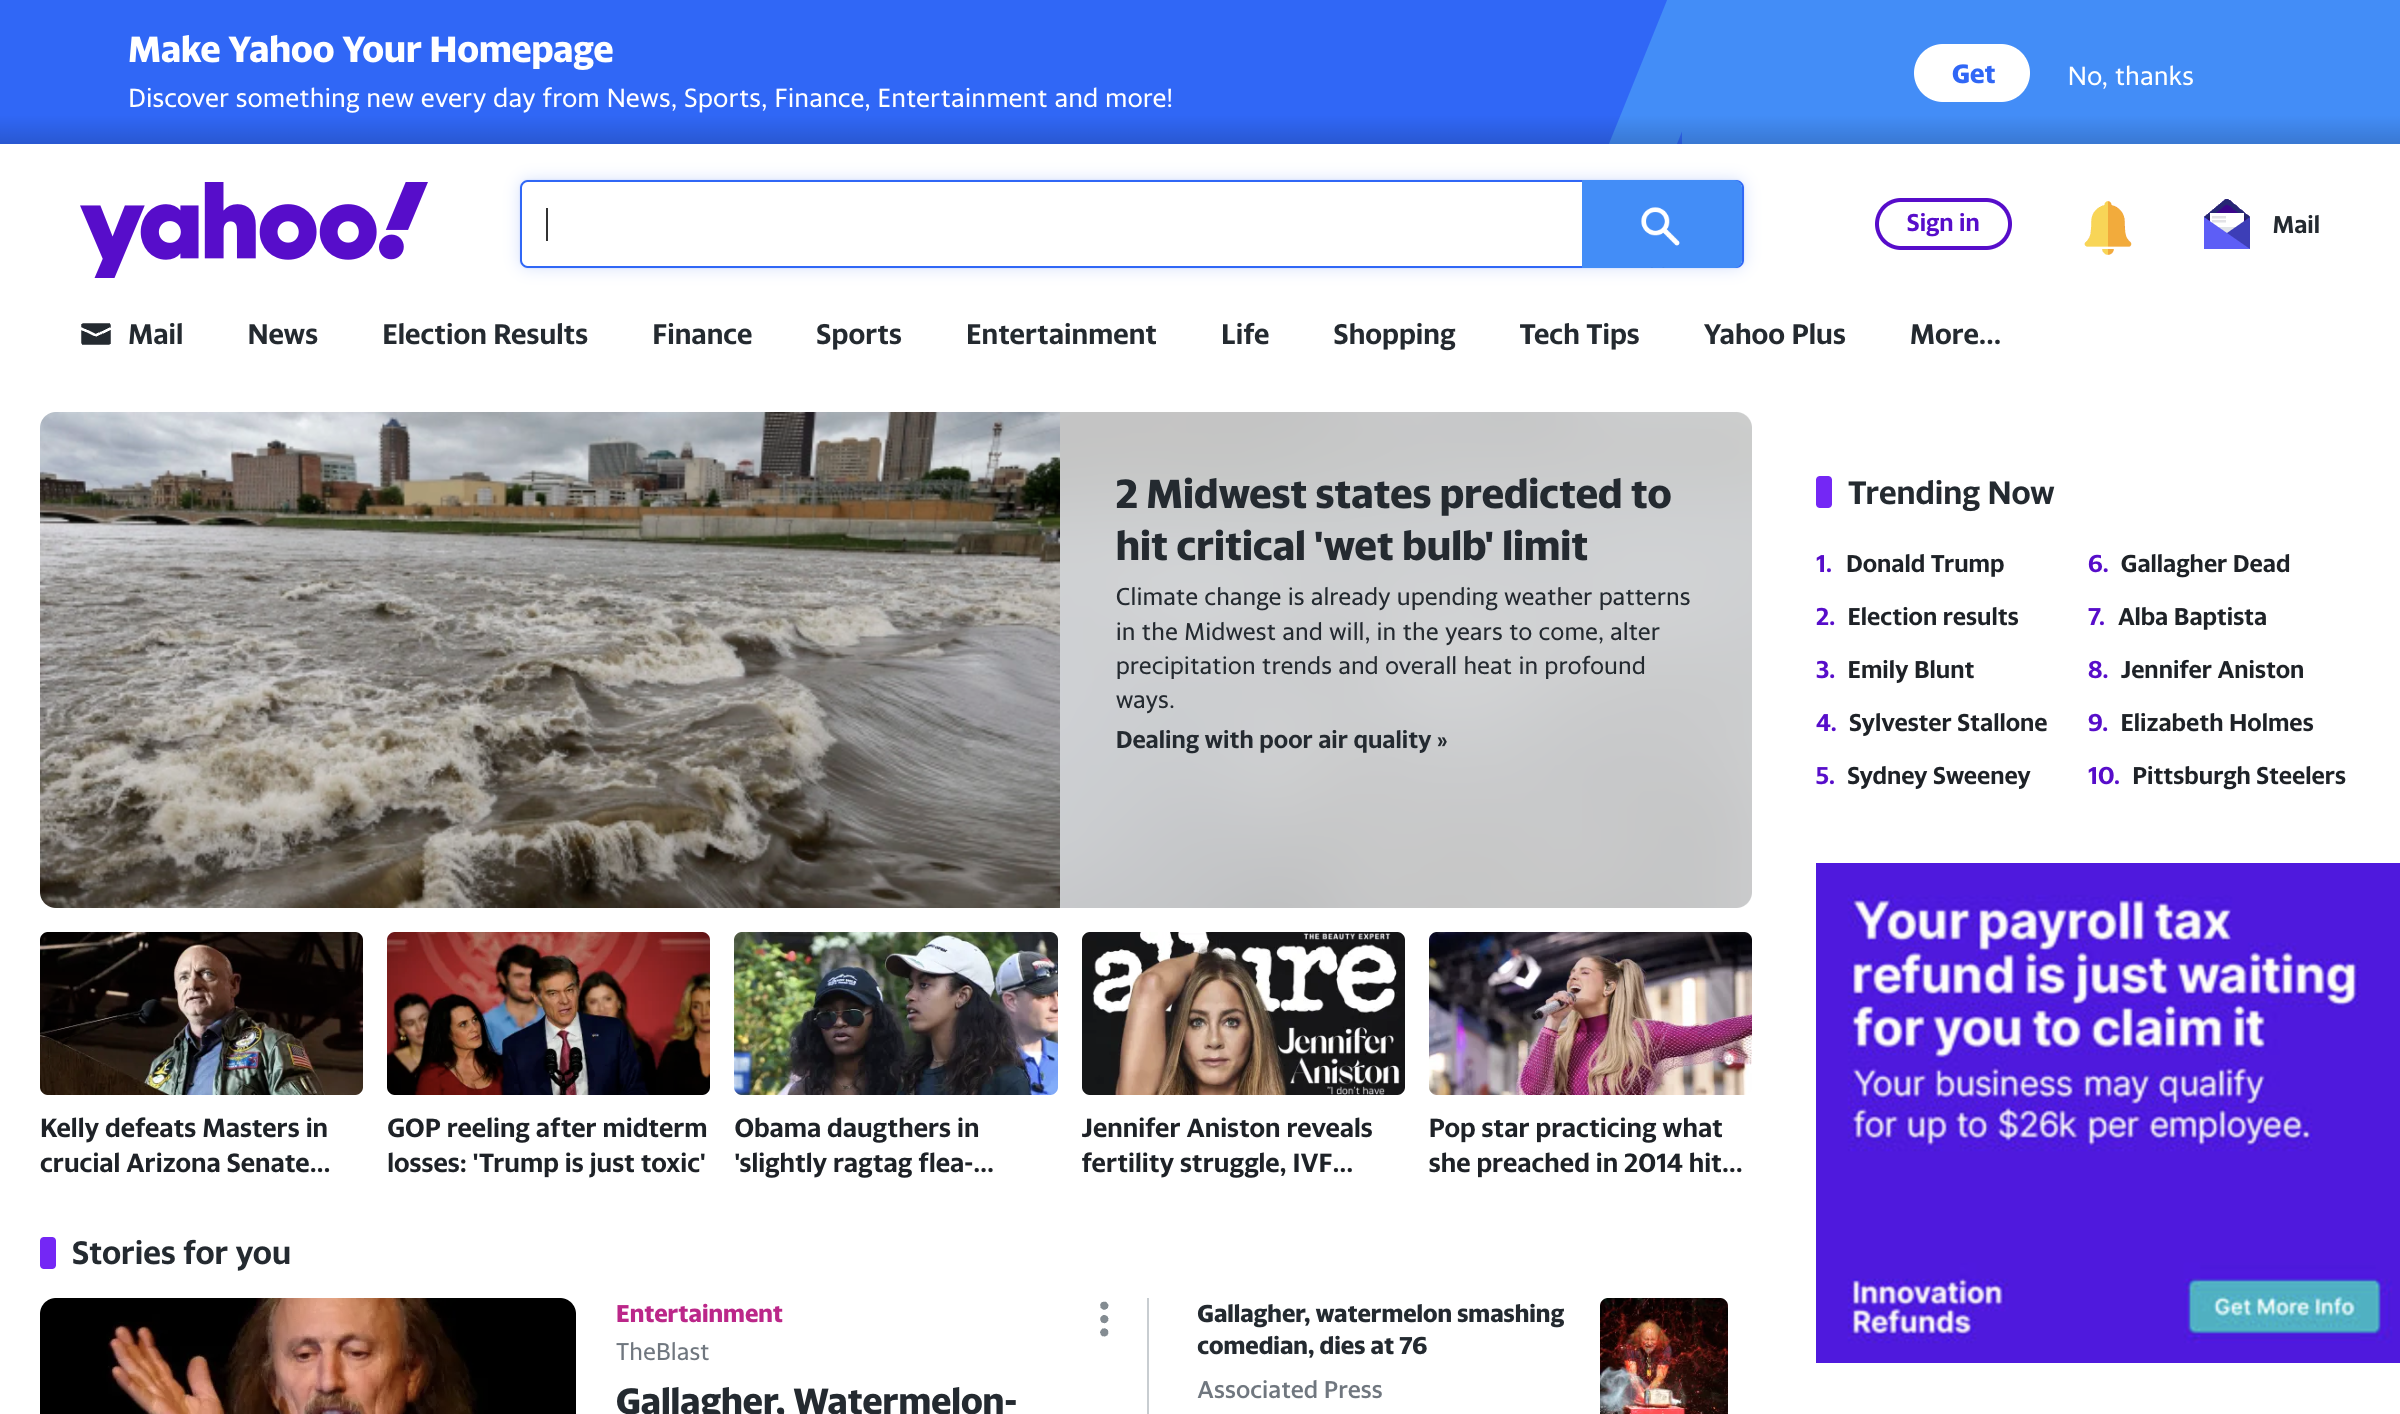 Make Yahoo Your Homepage
Discover something new every day from News, Sports, Finance, Entertainment and more!
Get
No, thanks
yahoo!
Sign in
Mail
Mail
News
Election Results
Finance
Sports
Entertainment
Life
Shopping
Tech Tips
Yahoo Plus
More...
2 Midwest states predicted to
hit critical 'wet bulb' limit
Climate change is already upending weather patterns
in the Midwest and will, in the years to come, alter
precipitation trends and overall heat in profound
ways.
Dealing with poor air quality »
Trending Now
1. Donald Trump
2. Election results
3. Emily Blunt
4. Sylvester Stallone
5. Sydney Sweeney
6. Gallagher Dead
7. Alba Baptista
8. Jennifer Aniston
9. Elizabeth Holmes
10. Pittsburgh Steelers
THE BEAUTY EXPERT
allure
Jennifer
Aniston
"I don't have
Kelly defeats Masters in
crucial Arizona Senate...
GOP reeling after midterm
losses: 'Trump is just toxic'
Obama daugthers in
'slightly ragtag flea-...
Jennifer Aniston reveals
fertility struggle, IVF...
Pop star practicing what
she preached in 2014 hit...
Your payroll tax
refund is just waiting
for you to claim it
Your business may qualify
for up to $26k per employee.
Innovation
Refunds
Get More Info
Stories for you
Entertainment
TheBlast
Gallagher, Watermelon-
Gallagher, watermelon smashing
comedian, dies at 76
Associated Press